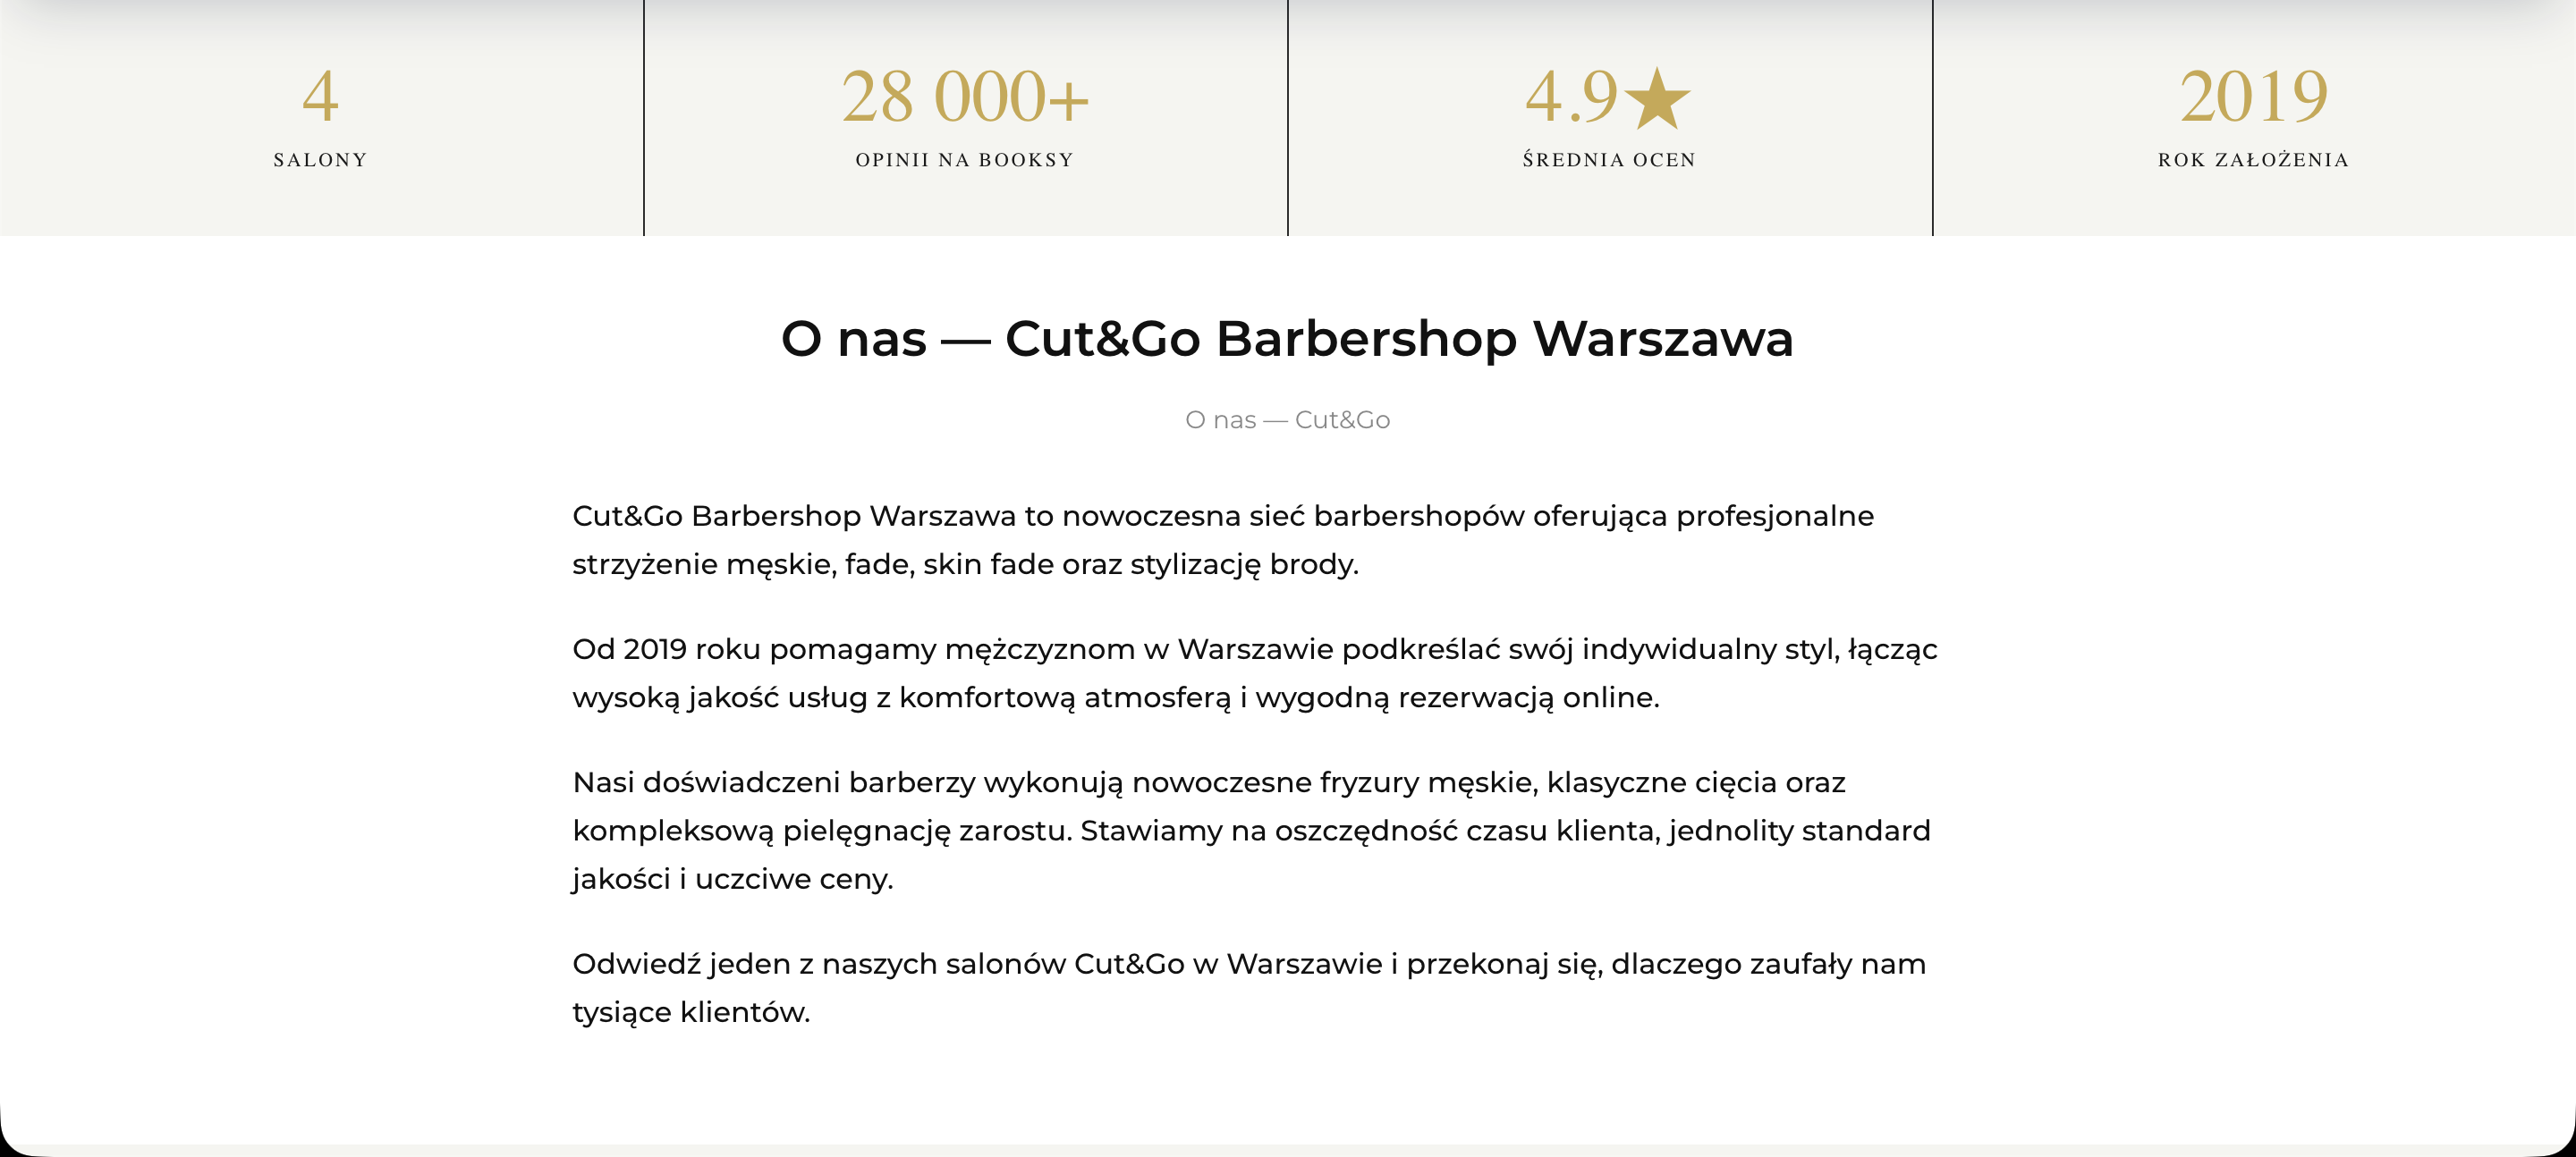 4
SALONY
28 000+
OPINII NA BOOKSY
4.9★
ŚREDNIA OCEN
2019
ROK ZAŁOŻENIA
O nas — Cut&Go Barbershop Warszawa
O nas — Cut&Go
Cut&Go Barbershop Warszawa to nowoczesna sieć barbershopów oferująca profesjonalne
strzyżenie męskie, fade, skin fade oraz stylizację brody.
Od 2019 roku pomagamy mężczyznom w Warszawie podkreślać swój indywidualny styl, łącząc
wysoką jakość usług z komfortową atmosferą i wygodną rezerwacją online.
Nasi doświadczeni barberzy wykonują nowoczesne fryzury męskie, klasyczne cięcia oraz
kompleksową pielęgnację zarostu. Stawiamy na oszczędność czasu klienta, jednolity standard
jakości i uczciwe ceny.
Odwiedź jeden z naszych salonów Cut&Go w Warszawie i przekonaj się, dlaczego zaufały nam
tysiące klientów.